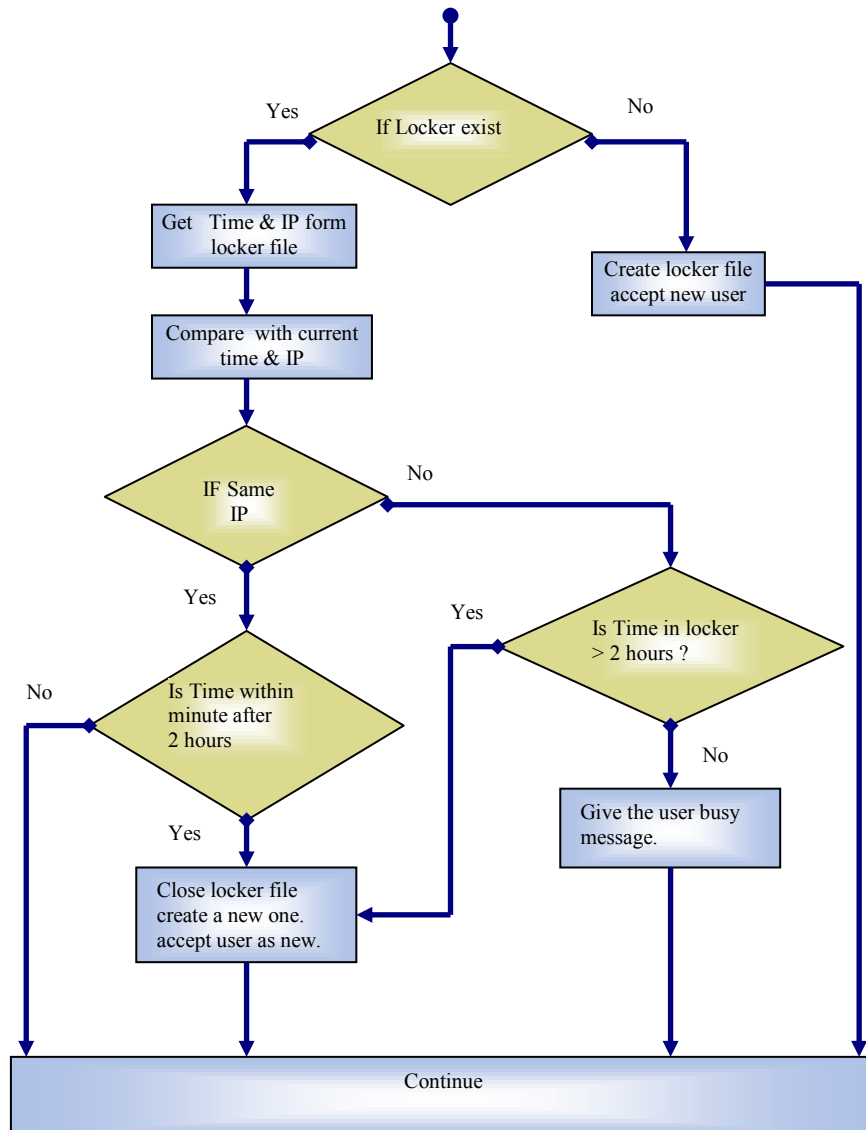 Yes
No
If Locker exist
Get Time & IP form
locker file
Create locker file
accept new user
Compare with current
time & IP
IF Same
IP
No
Yes
Yes
Is Time in locker
> 2 hours ?
No
Is Time within
minute after
2 hours
No
Give the user busy
message.
Yes
Close locker file
create a new one.
accept user as new.
Continue